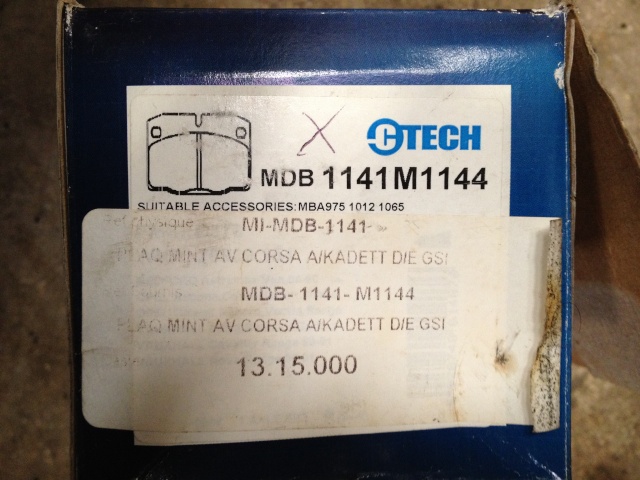 CTECH
MDB 1141M1144
SUITABLE ACCESSORIES:MBA975 1012 1065
MI-MDB-1141-
PLAQ MINT AV CORSA A/KADETT D/E GSI
MDB- 1141- M1144
PLAQ MINT AV CORSA A/KADETT D/E GSI
13.15.000